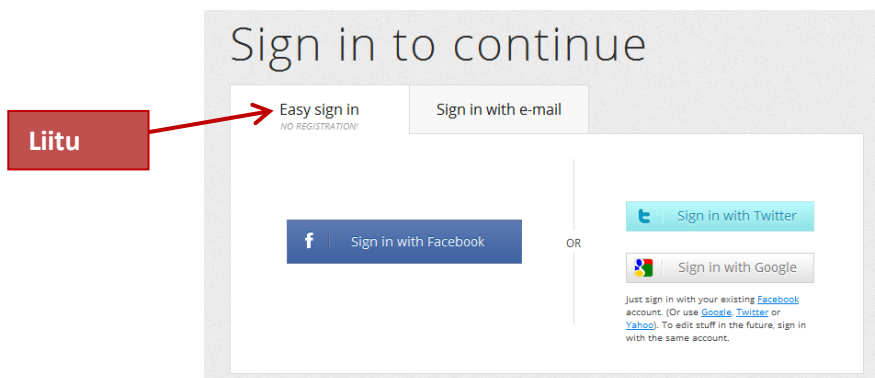 Sign in to continue
Liitu
Easy sign in
NO REGISTRATION!
Sign in with e-mail
f Sign in with Facebook
OR
Sign in with Twitter
Sign in with Google
Just sign in with your existing Facebook
account. (Or use Google, Twitter or
Yahoo). To edit stuff in the future, sign in
with the same account.